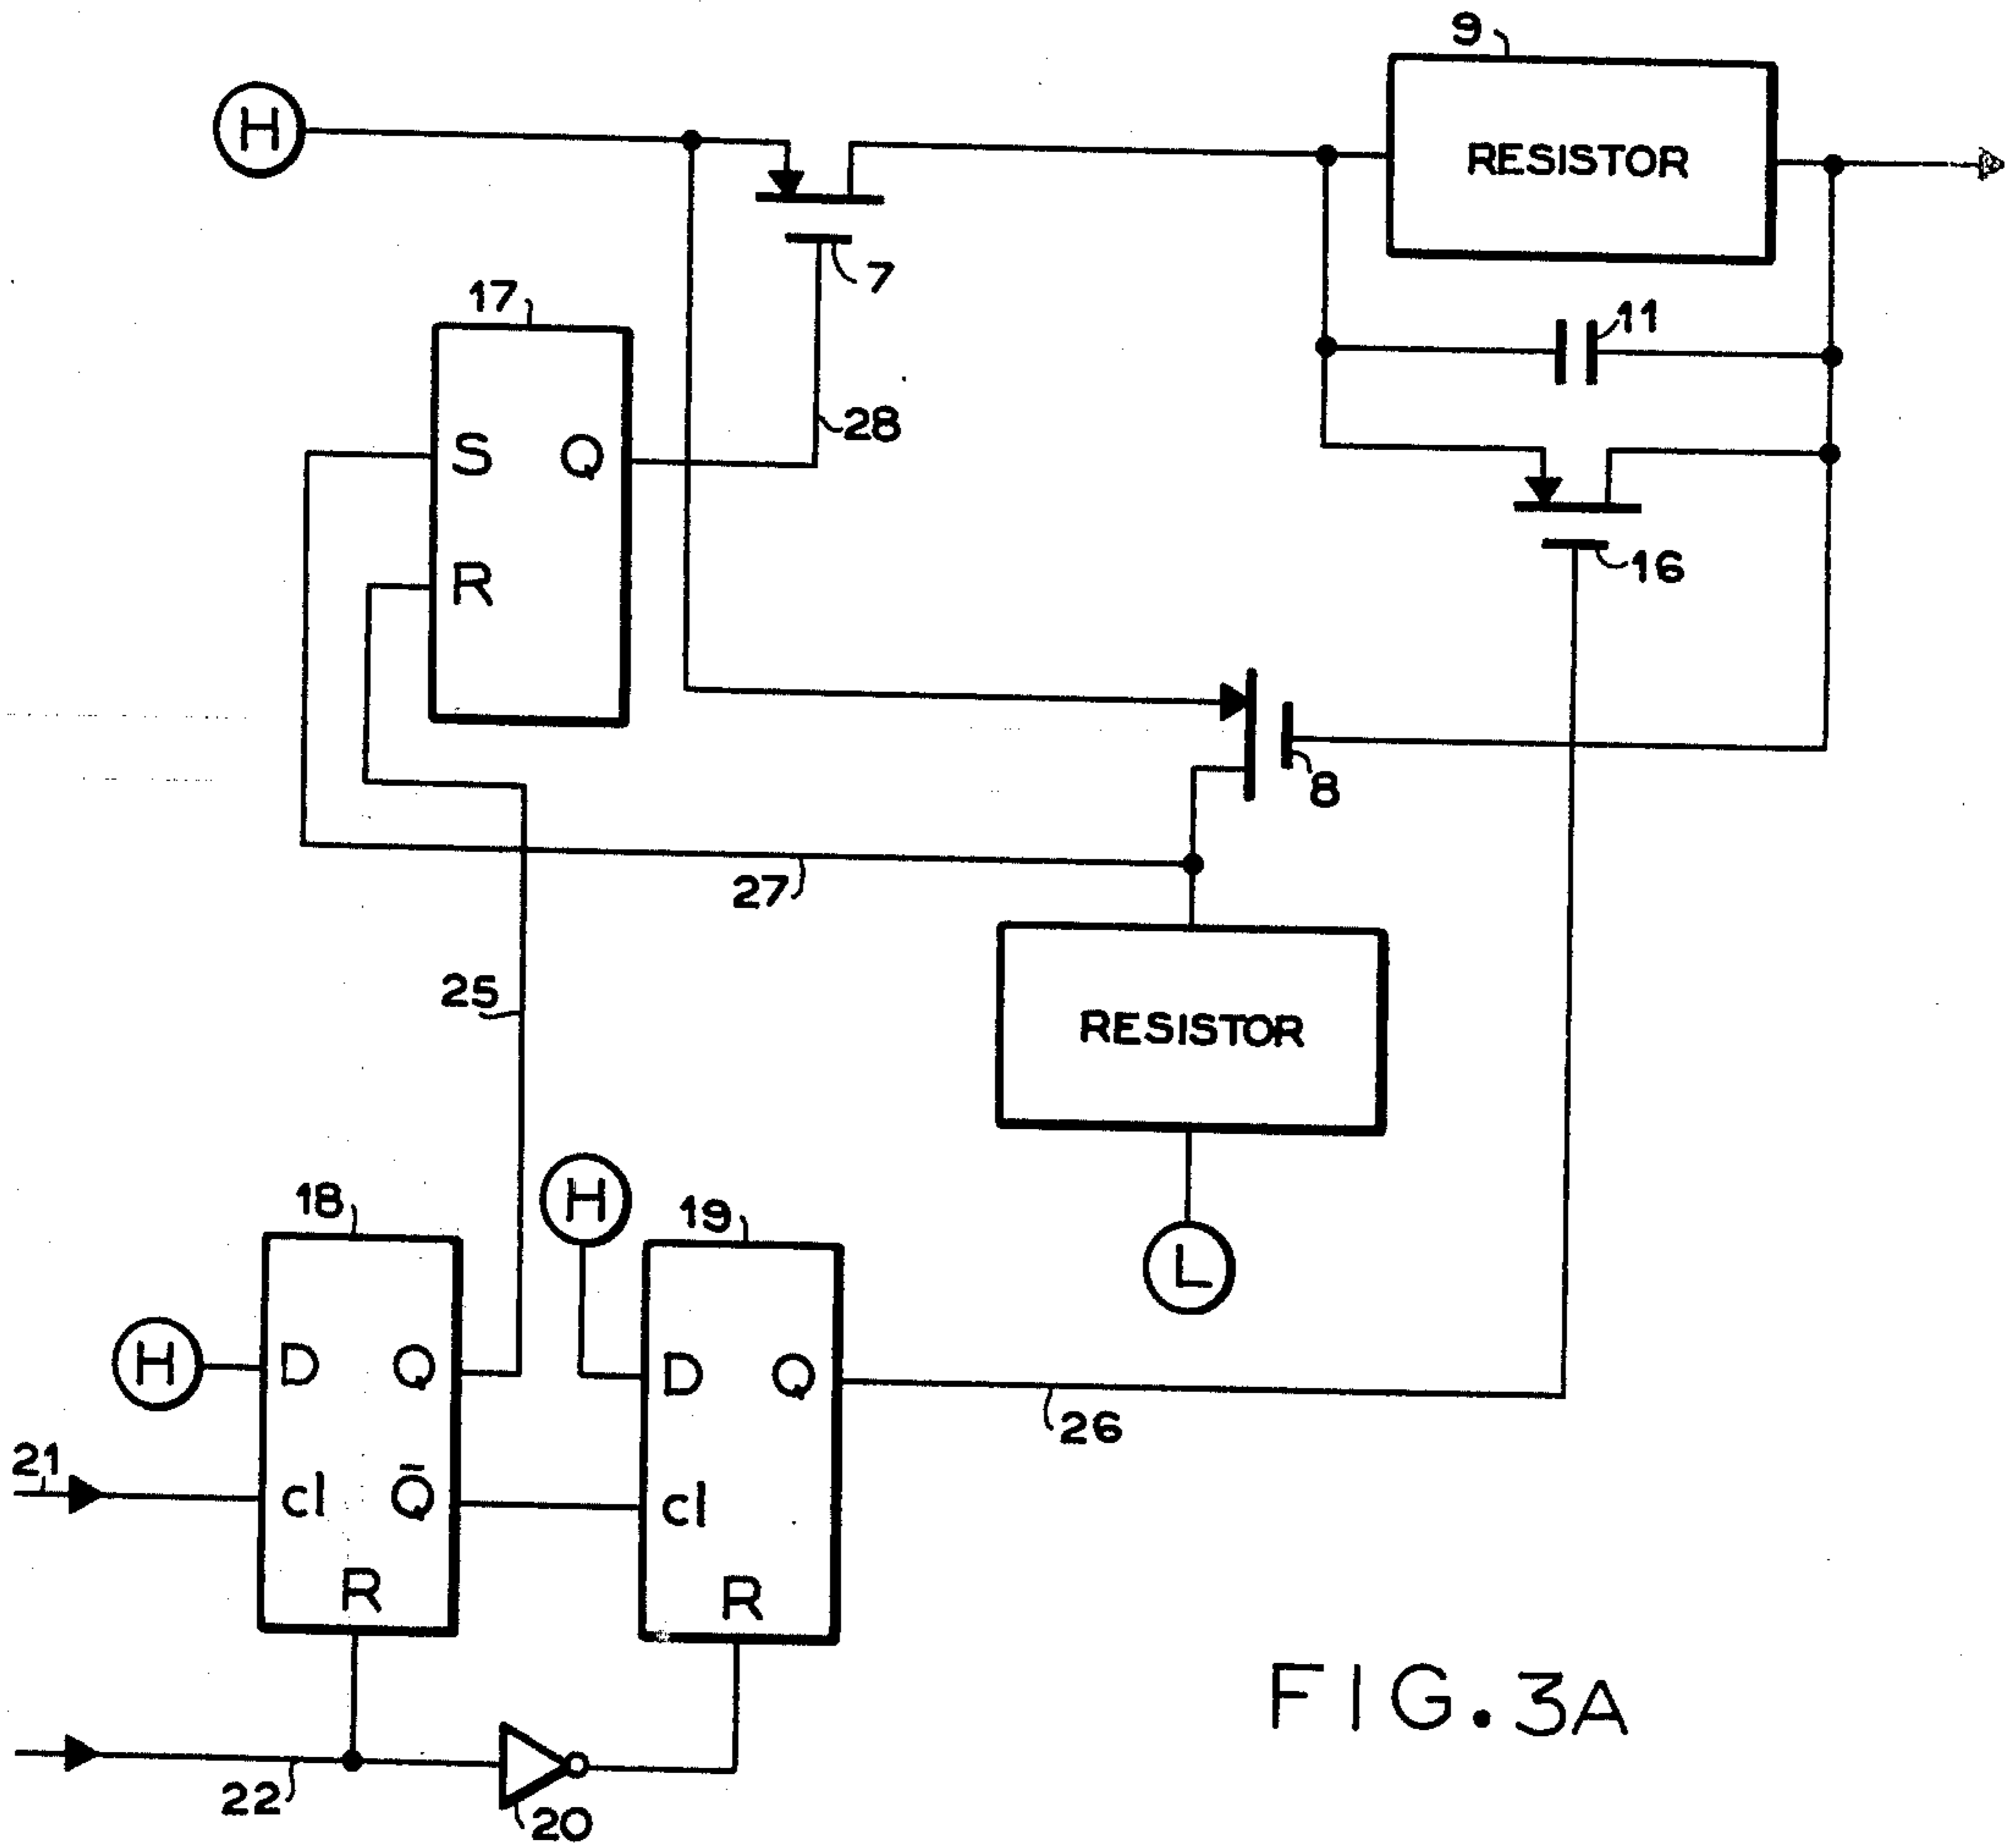 9
H
RESISTOR
7
17
11
28
S Q
16
R
8
27
25
RESISTOR
18
H
19
L
H
D Q
D Q
26
21
cl Q̄
cl
R
R
FIG. 3A
22
20